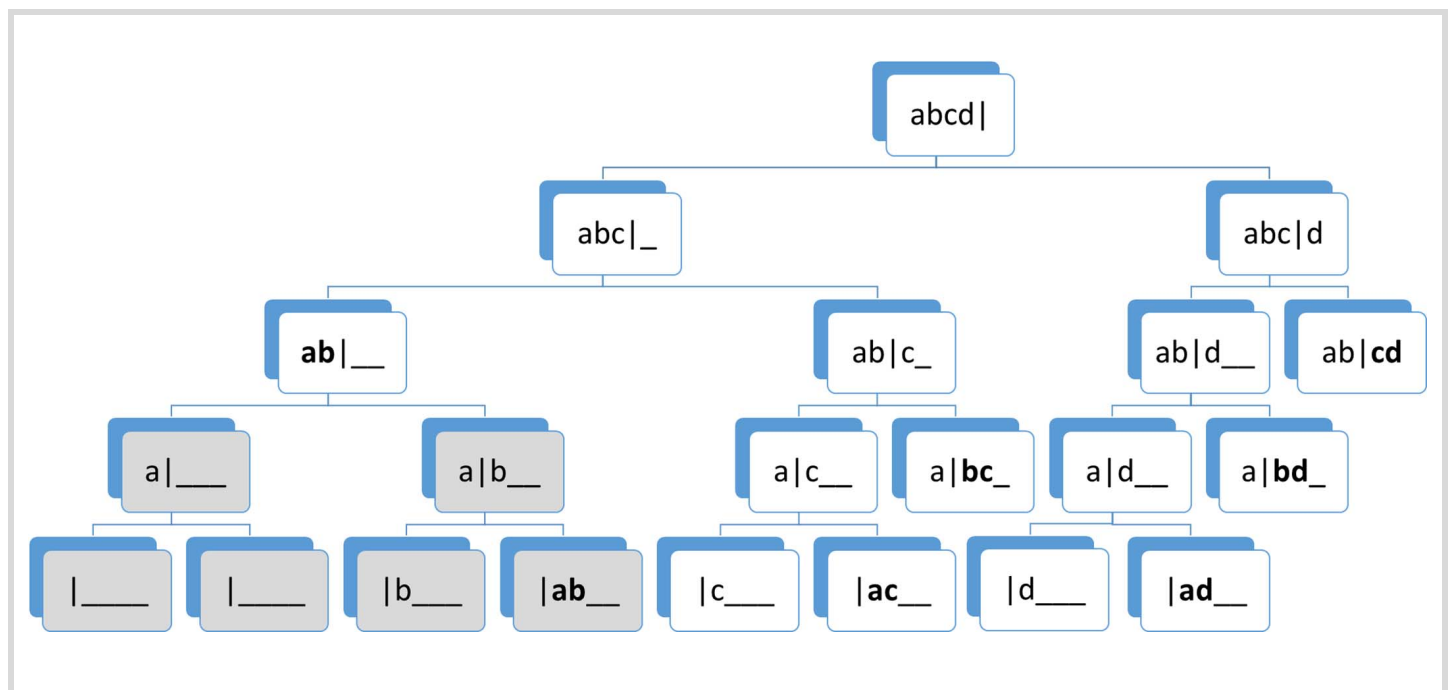 abcd|
abc|_
abc|d
ab|__
ab|c_
ab|d__
ab|cd
a|___
a|b__
a|c__
a|bc_
a|d__
a|bd_
|____
|____
|b___
|ab__
|c___
|ac__
|d___
|ad__